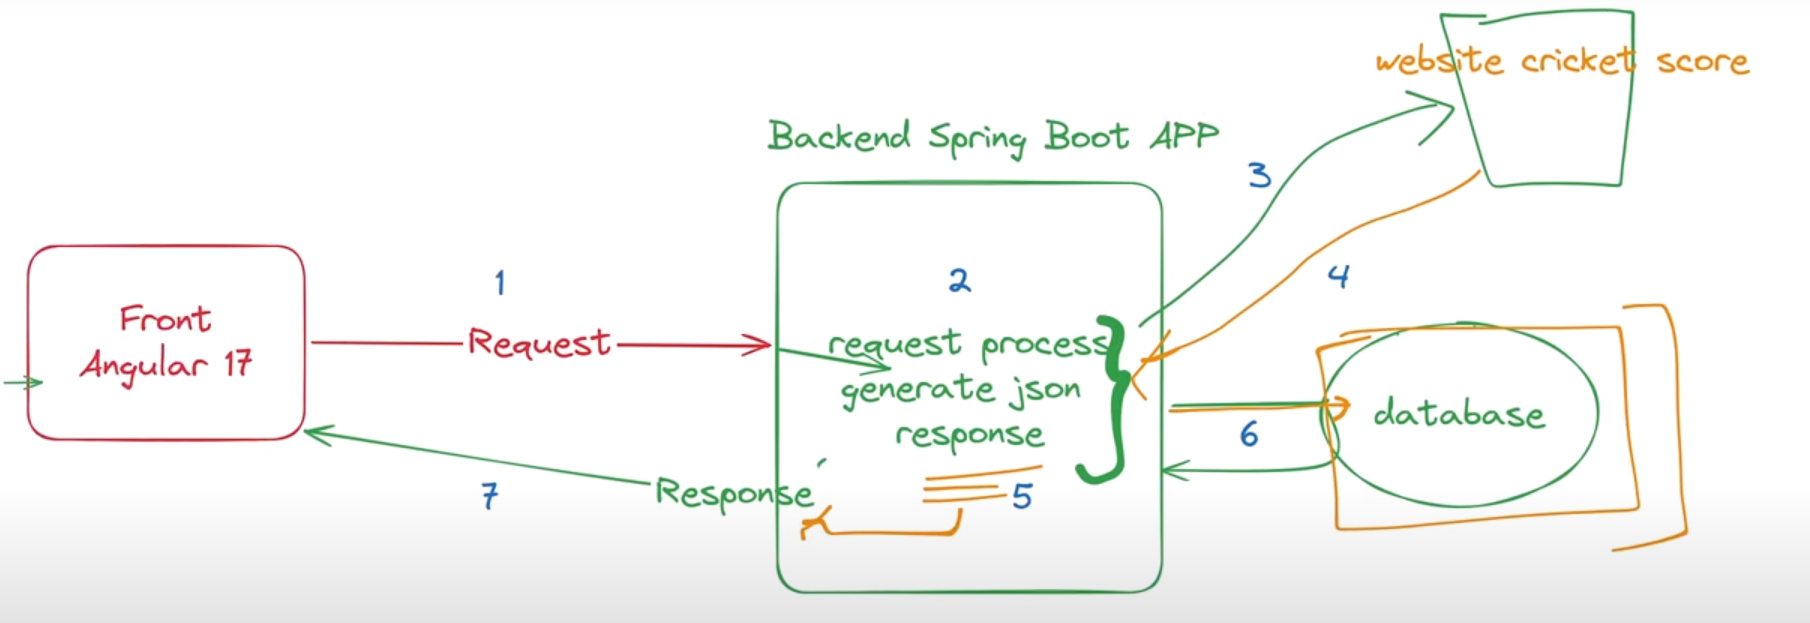 website cricket score
Backend Spring Boot APP
3
1
2
4
Front
Angular 17
Request
request process
generate json
response
database
6
7
Response
5